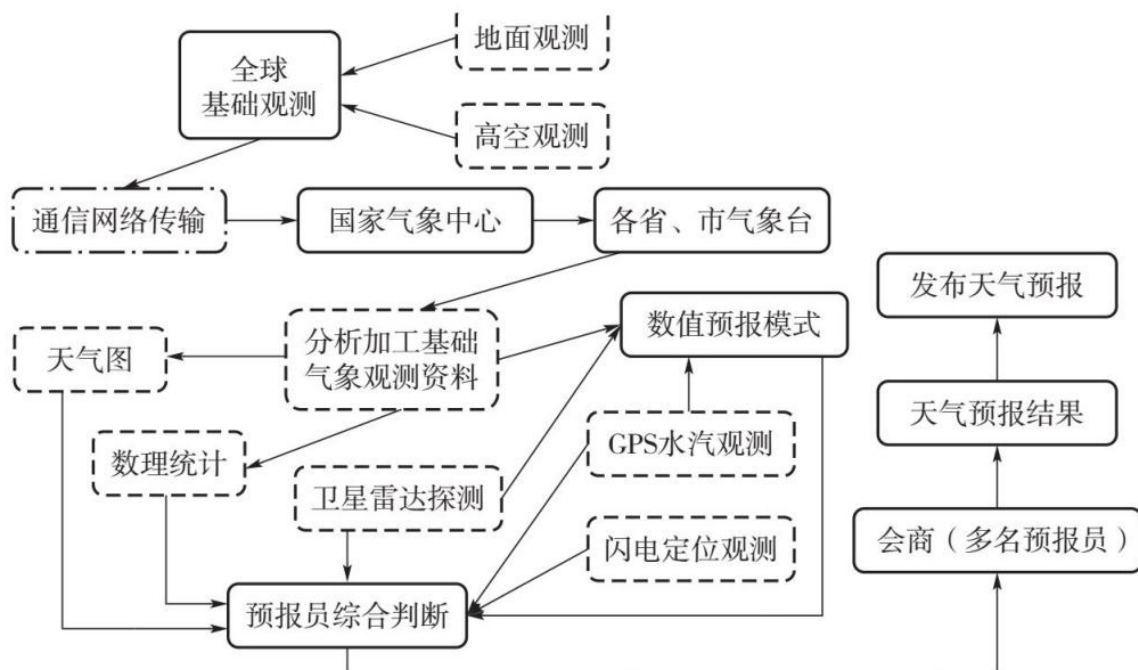 地面观测
全球
基础观测
高空观测
通信网络传输
国家气象中心
各省、市气象台
发布天气预报
天气图
分析加工基础
气象观测资料
数值预报模式
天气预报结果
数理统计
GPS水汽观测
卫星雷达探测
闪电定位观测
会商（多名预报员）
预报员综合判断